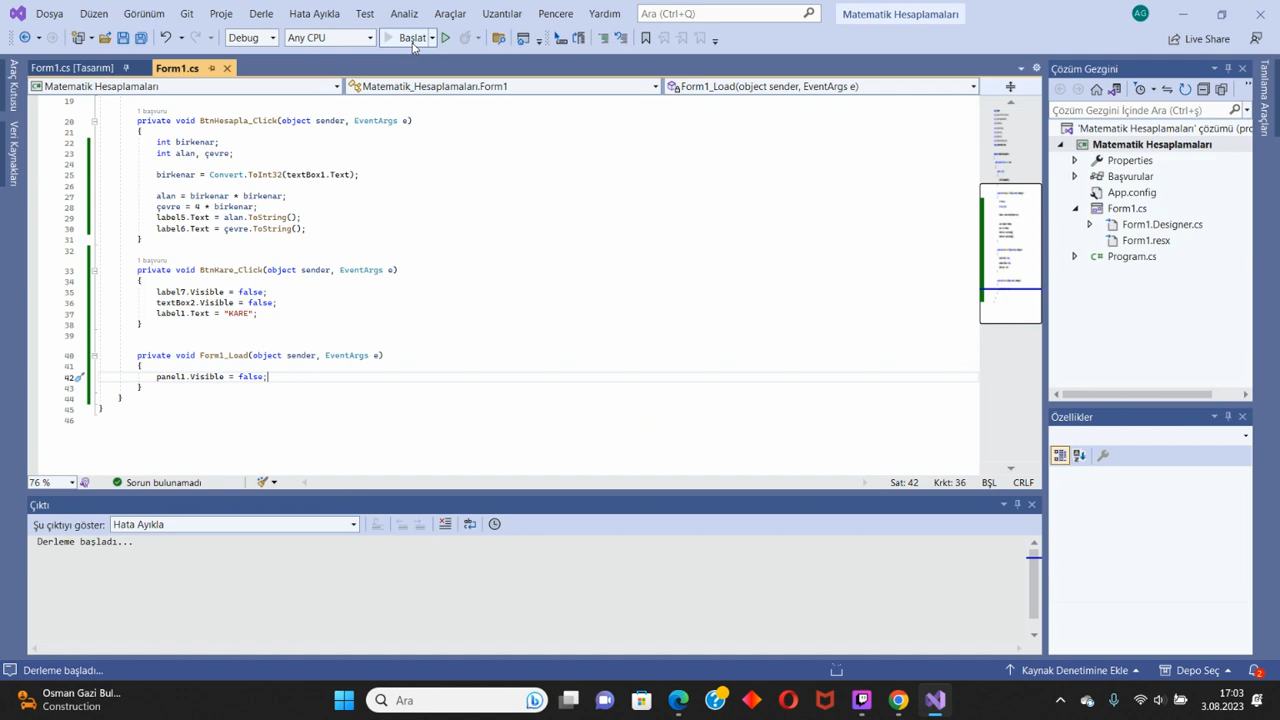 Dosya Düzen Görünüm Git Proje Derle Hata Ayıkla Test Analiz Araçlar Uzantılar Pencere Yardım Ara (Ctrl+Q) Matematik Hesaplamaları AG
Debug Any CPU Başlat Live Share
Form1.cs [Tasarım] Form1.cs
Matematik Hesaplamaları Matematik_Hesaplamaları.Form1 Form1_Load(object sender, EventArgs e)
Araç Kutusu
Veri Kaynakları
19
1 başvuru
20 private void BtnHesapla_Click(object sender, EventArgs e)
21 {
22 int birkenar;
23 int alan, çevre;
24
25 birkenar = Convert.ToInt32(textBox1.Text);
26
27 alan = birkenar * birkenar;
28 çevre = 4 * birkenar;
29 label5.Text = alan.ToString();
30 label6.Text = çevre.ToString();
31 }
32
1 başvuru
33 private void BtnKare_Click(object sender, EventArgs e)
34 {
35 label7.Visible = false;
36 textBox2.Visible = false;
37 label1.Text = "KARE";
38 }
39
40 private void Form1_Load(object sender, EventArgs e)
41 {
42 panel1.Visible = false;
43 }
44 }
45 }
46
76 % Sorun bulunamadı Sat: 42 Krkt: 36 BŞL CRLF
Çıktı
Şu çıktıyı göster: Hata Ayıkla
Derleme başladı...
Çözüm Gezgini
Çözüm Gezgini İçinde Ara (Ctrl+ş)
'Matematik Hesaplamaları' çözümü (pro
Matematik Hesaplamaları
Properties
Başvurular
App.config
Form1.cs
Form1.Designer.cs
Form1.resx
Program.cs
Özellikler
Derleme başladı... Kaynak Denetimine Ekle Depo Seç 2
Osman Gazi Bul...
Construction
Ara
17:03
3.08.2023